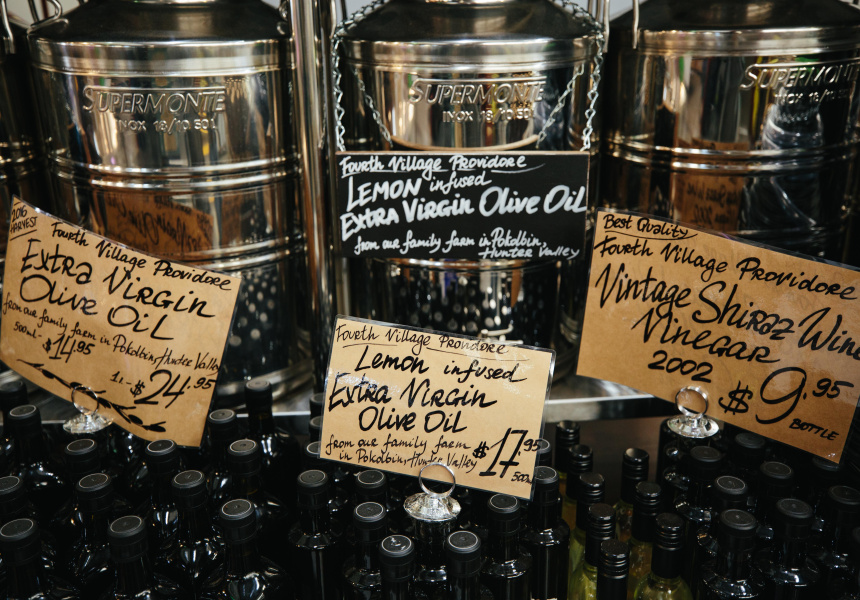 SUPERMONTE
INOX 18/10 50L
SUPERMONTE
INOX 18/10 50L
SUPERMONTE
INOX 18/10
Fourth Village Providore
LEMON infused
EXTRA VIRGIN Olive OiL
from our family farm in Pokolbin,
Hunter Valley
2016
HARVEST
Fourth Village Providore
Extra Virgin
Olive OiL
from our family farm in Pokolbin, Hunter Valley
500ml - $14.95
1L - $24.95
Fourth Village Providore
Lemon infused
Extra Virgin
Olive OiL
from our family farm
in Pokolbin, Hunter Valley
$17.95
500ml
Best Quality
Fourth Village Providore
Vintage Shiraz Wine
Vinegar
2002
$9.95
BOTTLE